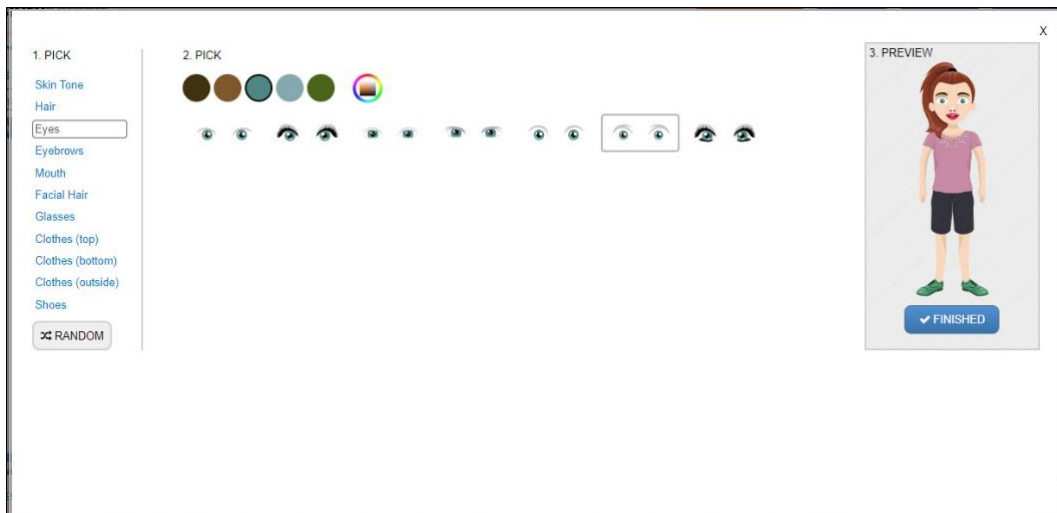 X
1. PICK
Skin Tone
Hair
Eyes
Eyebrows
Mouth
Facial Hair
Glasses
Clothes (top)
Clothes (bottom)
Clothes (outside)
Shoes
RANDOM
2. PICK
3. PREVIEW
FINISHED